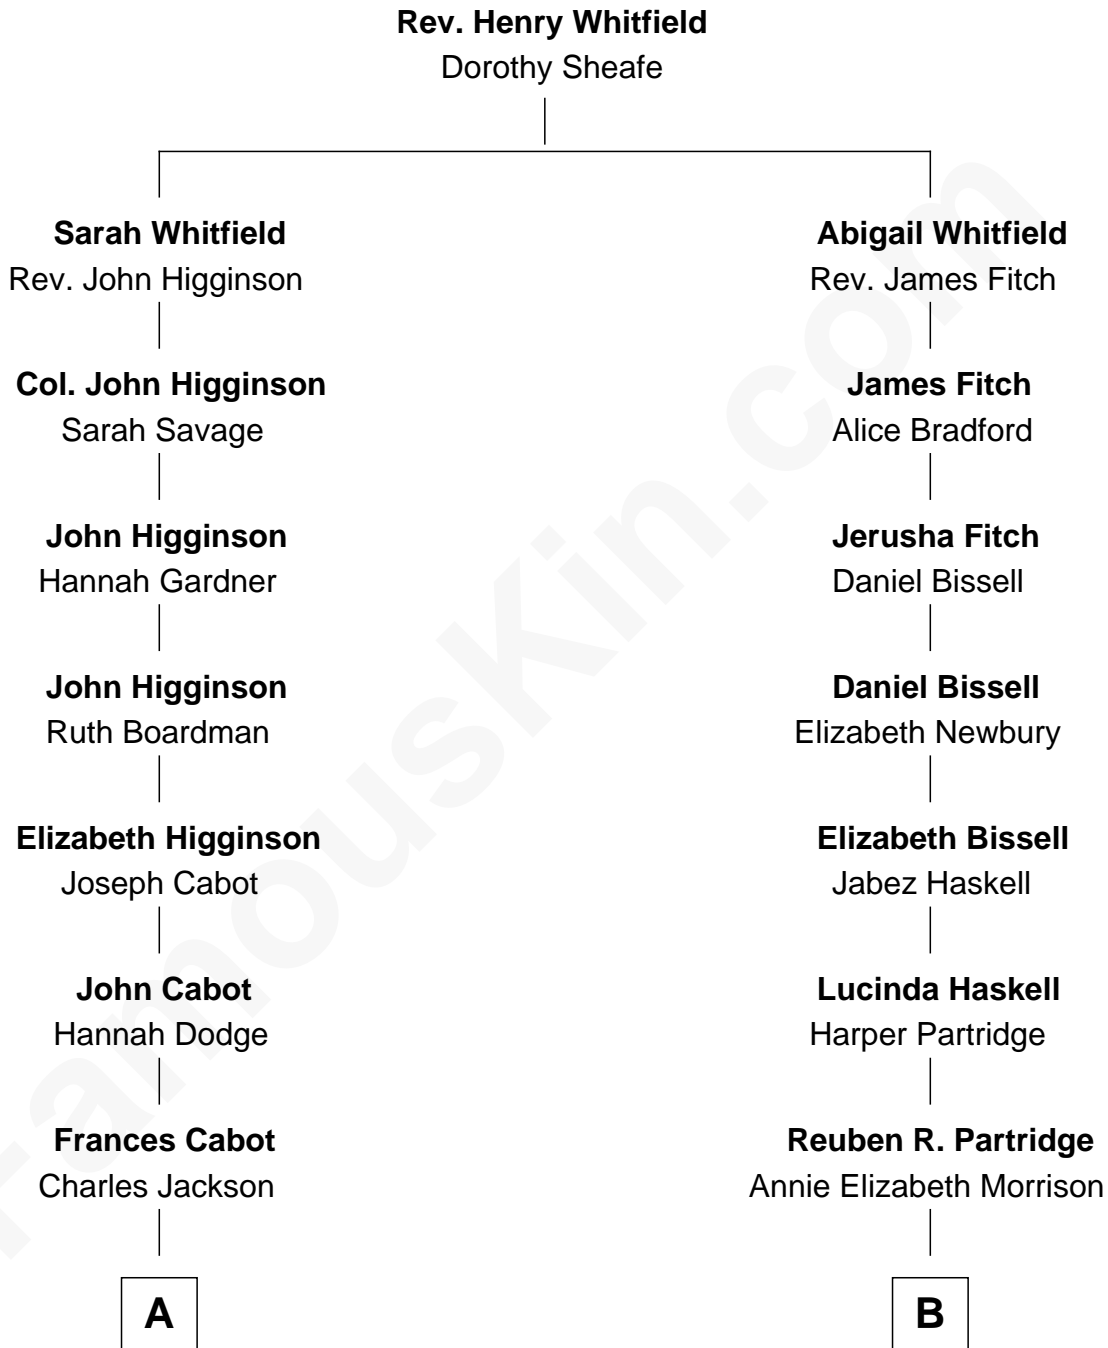 Rev. Henry Whitfield
Dorothy Sheafe
Sarah Whitfield
Rev. John Higginson
Abigail Whitfield
Rev. James Fitch
Col. John Higginson
Sarah Savage
James Fitch
Alice Bradford
John Higginson
Hannah Gardner
Jerusha Fitch
Daniel Bissell
John Higginson
Ruth Boardman
Daniel Bissell
Elizabeth Newbury
Elizabeth Higginson
Joseph Cabot
Elizabeth Bissell
Jabez Haskell
John Cabot
Hannah Dodge
Lucinda Haskell
Harper Partridge
Frances Cabot
Charles Jackson
Reuben R. Partridge
Annie Elizabeth Morrison
A
B
FamousKin.com